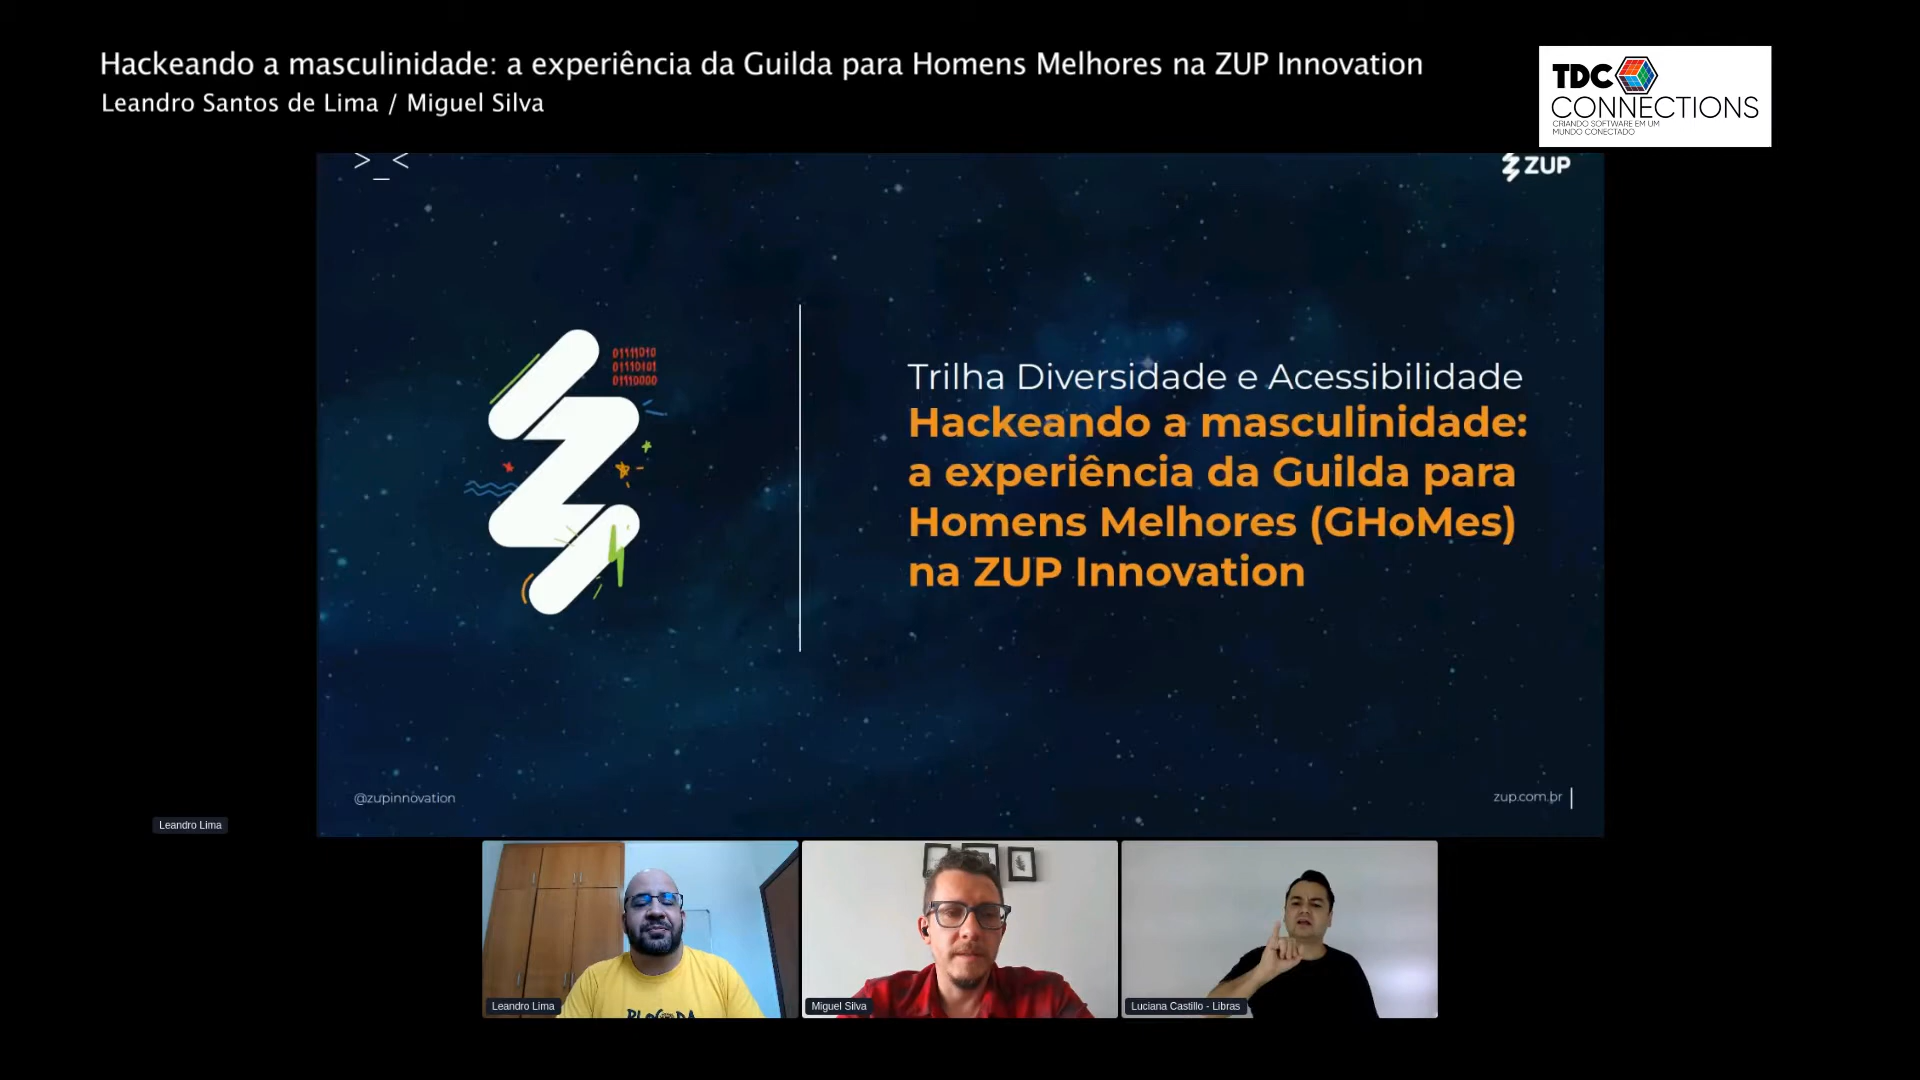 Hackeando a masculinidade: a experiência da Guilda para Homens Melhores na ZUP Innovation
Leandro Santos de Lima / Miguel Silva
TDC
CONNECTIONS
CRIANDO SOFTWARE EM UM
MUNDO CONECTADO
>_<
ZUP
01111010
01110101
01110000
Trilha Diversidade e Acessibilidade
Hackeando a masculinidade:
a experiência da Guilda para
Homens Melhores (GHoMes)
na ZUP Innovation
@zupinnovation
zup.com.br
Leandro Lima
Leandro Lima
Miguel Silva
Luciana Castillo - Libras